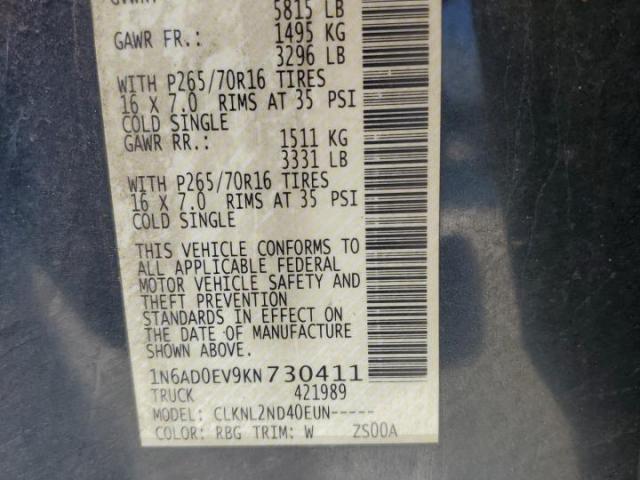 5815 LB
GAWR FR.: 1495 KG
3296 LB
WITH P265/70R16 TIRES
16 X 7.0 RIMS AT 35 PSI
COLD SINGLE
GAWR RR.: 1511 KG
3331 LB
WITH P265/70R16 TIRES
16 X 7.0 RIMS AT 35 PSI
COLD SINGLE
THIS VEHICLE CONFORMS TO
ALL APPLICABLE FEDERAL
MOTOR VEHICLE SAFETY AND
THEFT PREVENTION
STANDARDS IN EFFECT ON
THE DATE OF MANUFACTURE
SHOWN ABOVE.
1N6AD0EV9KN730411
TRUCK 421989
MODEL: CLKNL2ND40EUN-----
COLOR: RBG TRIM: W ZS00A